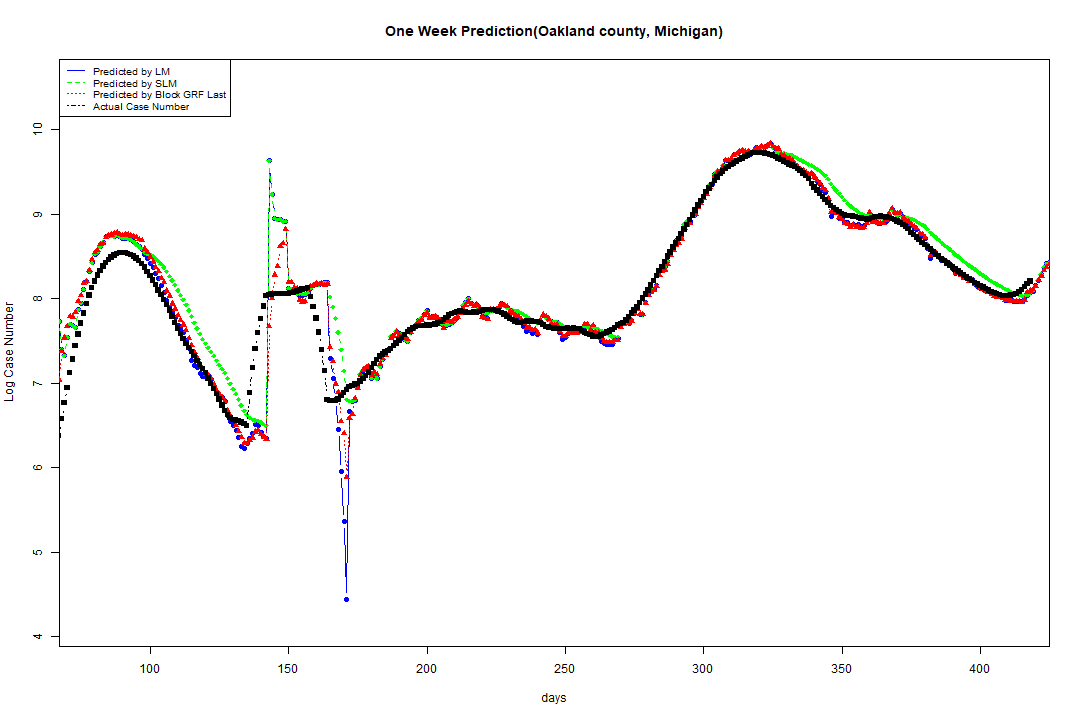 One Week Prediction(Oakland county, Michigan)
Predicted by LM
Predicted by SLM
Predicted by Block GRF Last
Actual Case Number
10
9
8
7
6
5
4
Log Case Number
100 150 200 250 300 350 400
days